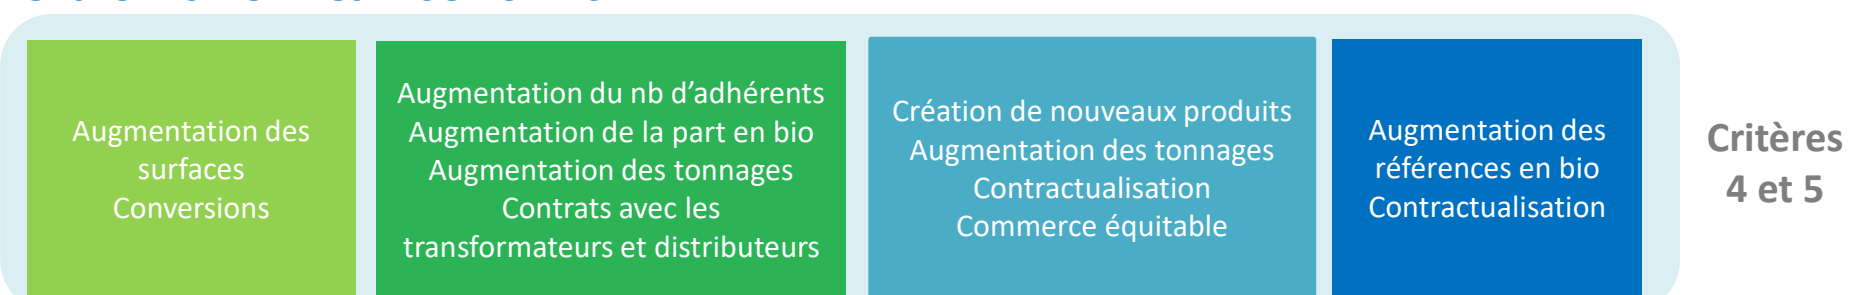 Augmentation des
surfaces
Conversions
Augmentation du nb d’adhérents
Augmentation de la part en bio
Augmentation des tonnages
Contrats avec les
transformateurs et distributeurs
Création de nouveaux produits
Augmentation des tonnages
Contractualisation
Commerce équitable
Augmentation des
références en bio
Contractualisation
Critères
4 et 5